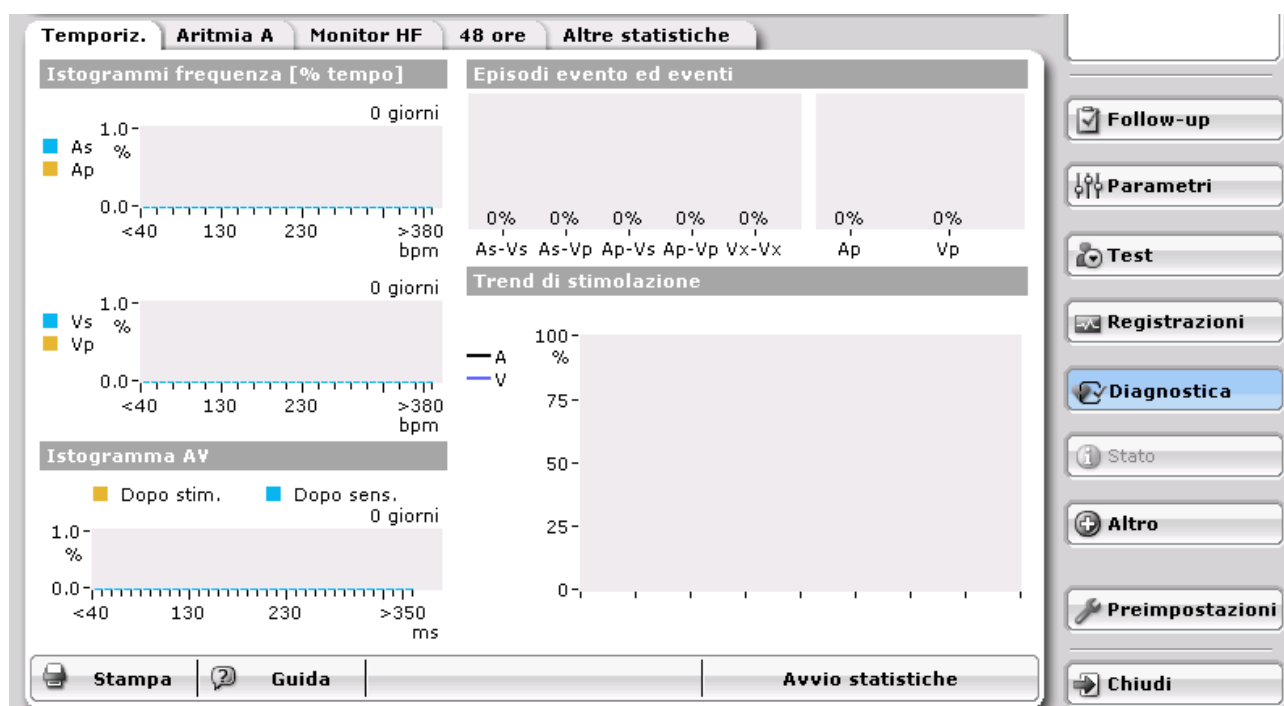 Temporiz. Aritmia A Monitor HF 48 ore Altre statistiche
Istogrammi frequenza [% tempo]
0 giorni
1.0
As %
Ap
0.0
<40 130 230 >380
bpm
0 giorni
1.0
Vs %
Vp
0.0
<40 130 230 >380
bpm
Istogramma AV
Dopo stim. Dopo sens.
0 giorni
1.0
%
0.0
<40 130 230 >350
ms
Episodi evento ed eventi
0% 0% 0% 0% 0% 0% 0%
As-Vs As-Vp Ap-Vs Ap-Vp Vx-Vx Ap Vp
Trend di stimolazione
100
A %
V
75
50
25
0
Stampa Guida Avvio statistiche
Follow-up
Parametri
Test
Registrazioni
Diagnostica
Stato
Altro
Preimpostazioni
Chiudi